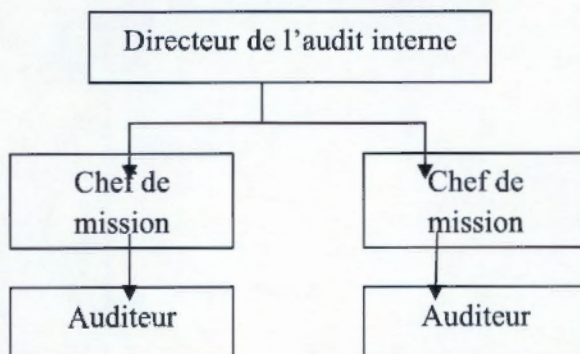 Directeur de l’audit interne
Chef de
mission
Chef de
mission
Auditeur
Auditeur